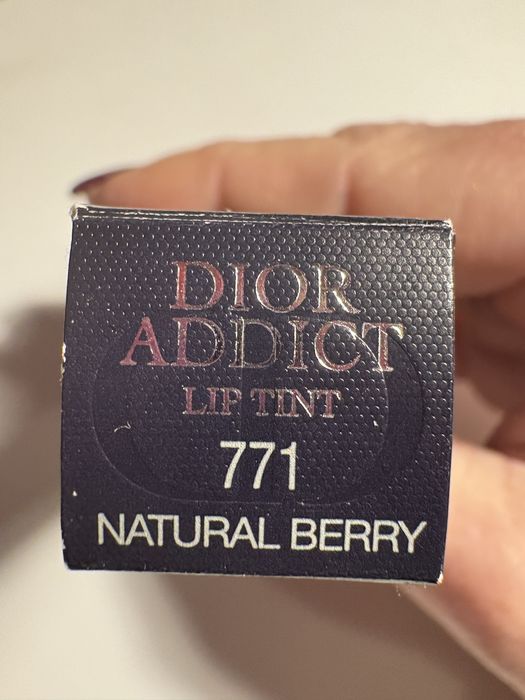 DIOR
ADDICT
LIP TINT
771
NATURAL BERRY